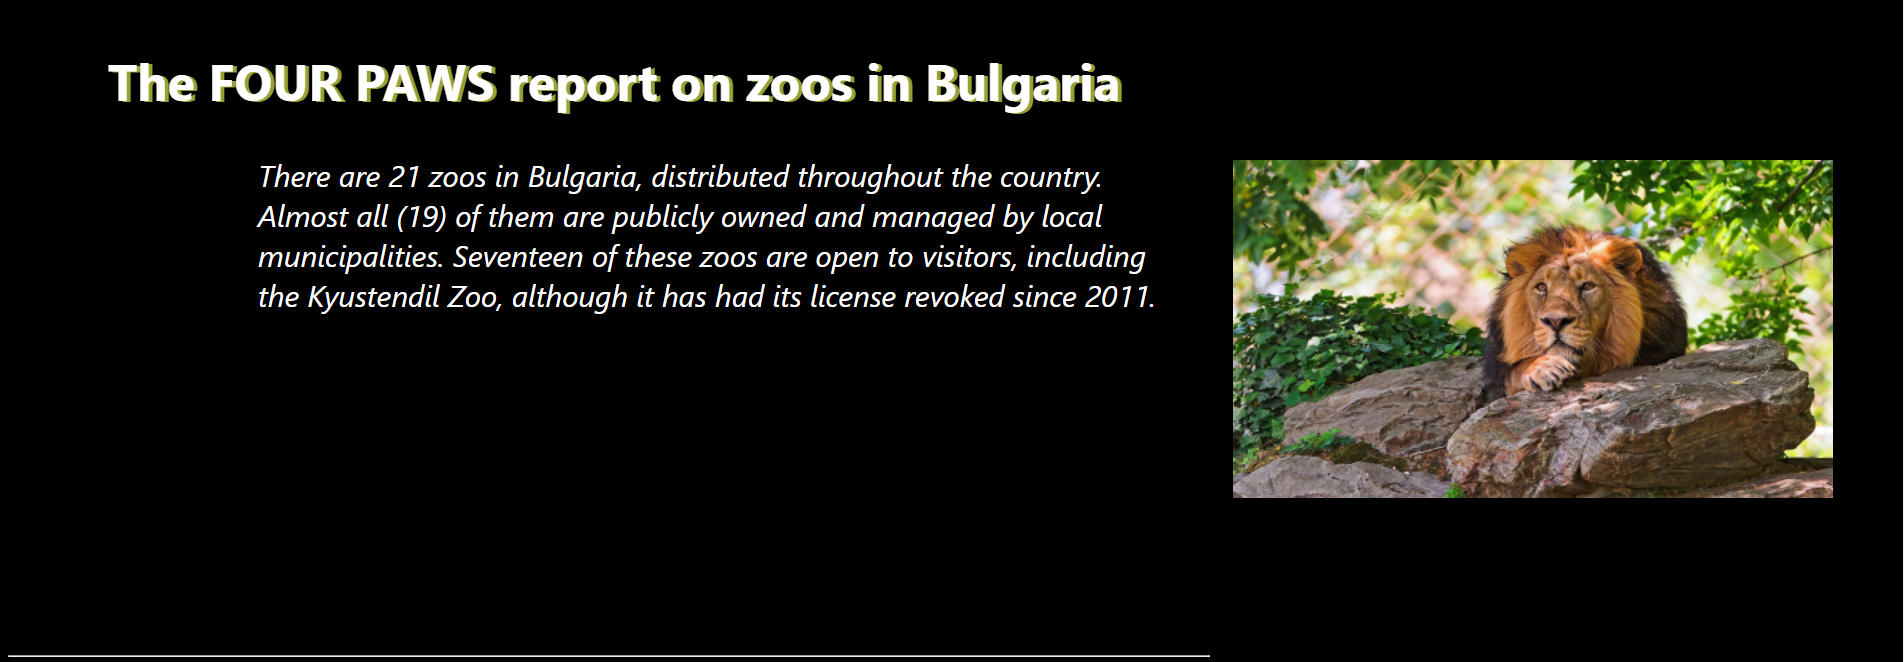 The FOUR PAWS report on zoos in Bulgaria
There are 21 zoos in Bulgaria, distributed throughout the country.
Almost all (19) of them are publicly owned and managed by local
municipalities. Seventeen of these zoos are open to visitors, including
the Kyustendil Zoo, although it has had its license revoked since 2011.